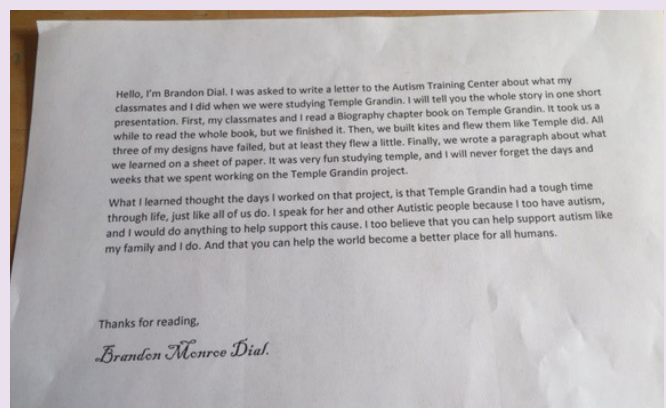 Hello, I'm Brandon Dial. I was asked to write a letter to the Autism Training Center about what my
classmates and I did when we were studying Temple Grandin. I will tell you the whole story in one short
presentation. First, my classmates and I read a Biography chapter book on Temple Grandin. It took us a
while to read the whole book, but we finished it. Then, we built kites and flew them like Temple did. All
three of my designs have failed, but at least they flew a little. Finally, we wrote a paragraph about what
we learned on a sheet of paper. It was very fun studying temple, and I will never forget the days and
weeks that we spent working on the Temple Grandin project.
What I learned thought the days I worked on that project, is that Temple Grandin had a tough time
through life, just like all of us do. I speak for her and other Autistic people because I too have autism,
and I would do anything to help support this cause. I too believe that you can help support autism like
my family and I do. And that you can help the world become a better place for all humans.
Thanks for reading,
Brandon Monroe Dial.